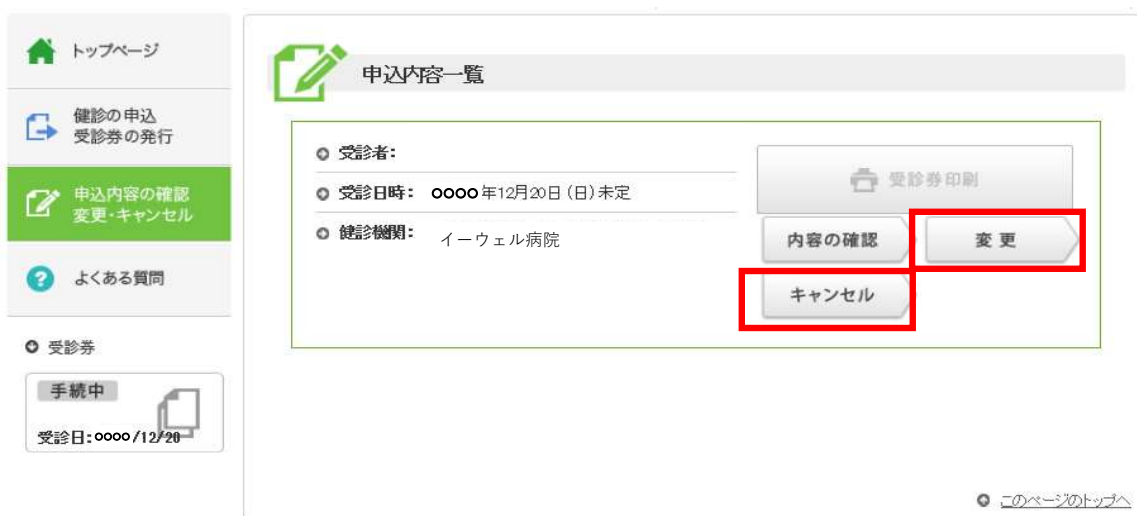 トップページ
健診の申込
受診券の発行
申込内容の確認
変更・キャンセル
よくある質問
受診券
手続中
受診日:oooo/12/20
申込内容一覧
受診者:
受診日時: oooo年12月20日(日)未定
健診機関: イーウェル病院
受診券印刷
内容の確認
変更
キャンセル
このページのトップへ